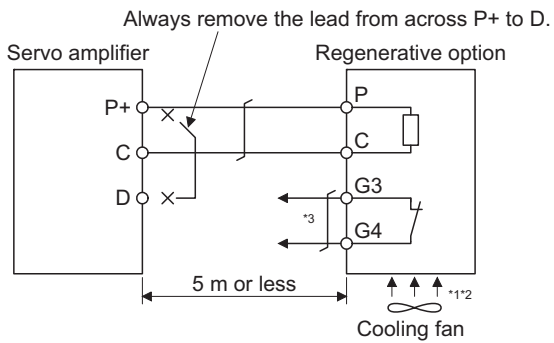 Always remove the lead from across P+ to D.
Servo amplifier
Regenerative option
P+
P
C
C
D
G3
*3
G4
5 m or less
*1*2
Cooling fan